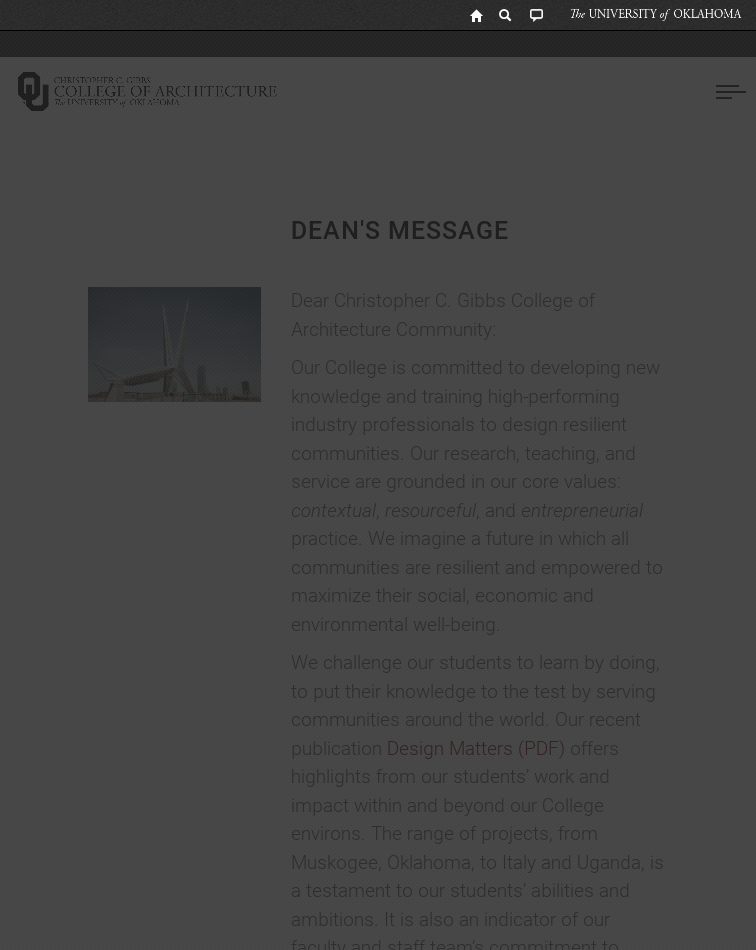 The UNIVERSITY of OKLAHOMA
OU
CHRISTOPHER C. GIBBS
COLLEGE OF ARCHITECTURE
The UNIVERSITY of OKLAHOMA
DEAN'S MESSAGE
Dear Christopher C. Gibbs College of
Architecture Community:
Our College is committed to developing new
knowledge and training high-performing
industry professionals to design resilient
communities. Our research, teaching, and
service are grounded in our core values:
contextual, resourceful, and entrepreneurial
practice. We imagine a future in which all
communities are resilient and empowered to
maximize their social, economic and
environmental well-being.
We challenge our students to learn by doing,
to put their knowledge to the test by serving
communities around the world. Our recent
publication Design Matters (PDF) offers
highlights from our students' work and
impact within and beyond our College
environs. The range of projects, from
Muskogee, Oklahoma, to Italy and Uganda, is
a testament to our students' abilities and
ambitions. It is also an indicator of our
faculty and staff team's commitment to